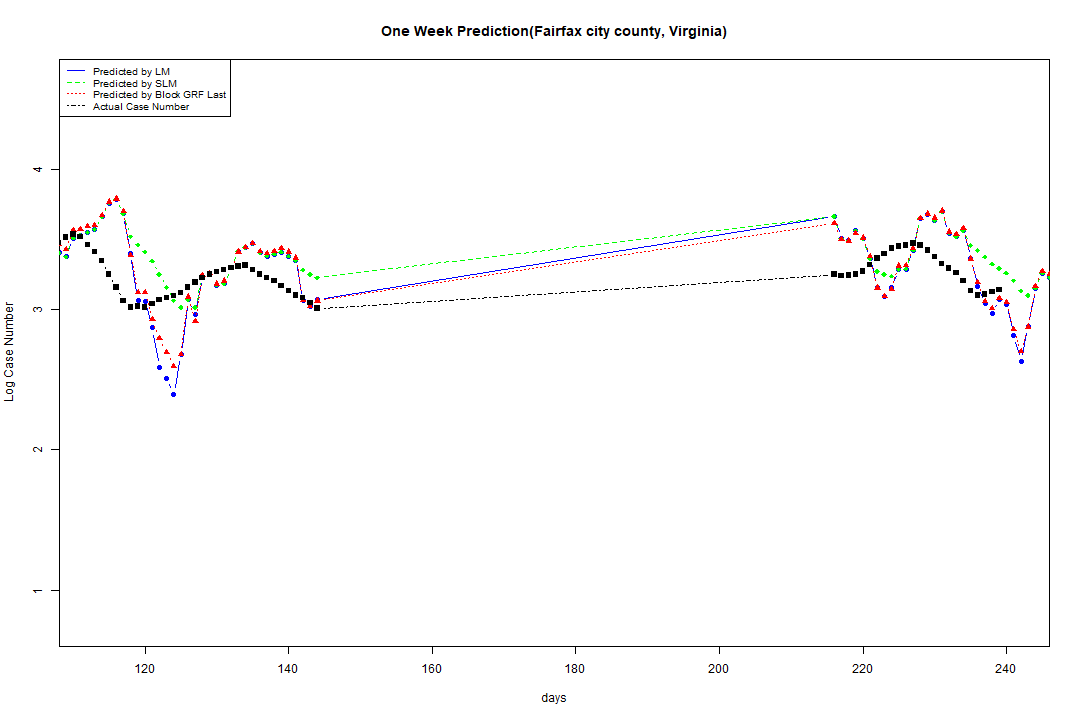 One Week Prediction(Fairfax city county, Virginia)
Predicted by LM
Predicted by SLM
Predicted by Block GRF Last
Actual Case Number
4
3
2
1
Log Case Number
120 140 160 180 200 220 240
days